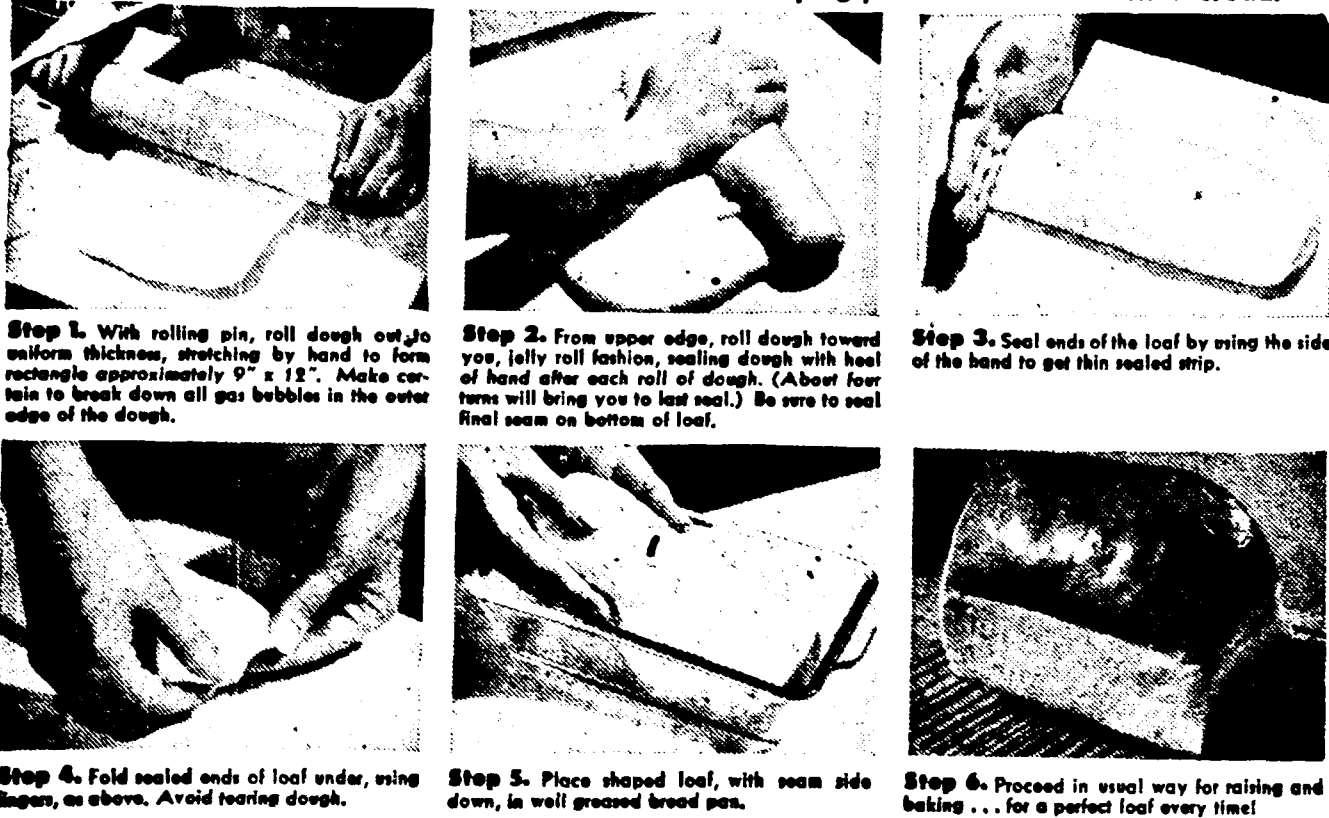 Step 1. With rolling pin, roll dough out to
uniform thickness, stretching by hand to form
rectangle approximately 9" x 12". Make cer-
tain to break down all gas bubbles in the outer
edge of the dough.
Step 2. From upper edge, roll dough toward
you, jelly roll fashion, sealing dough with heel
of hand after each roll of dough. (About four
turns will bring you to last seal.) Be sure to seal
final seam on bottom of loaf.
Step 3. Seal ends of the loaf by using the side
of the hand to get thin sealed strip.
Step 4. Fold sealed ends of loaf under, using
fingers, as above. Avoid tearing dough.
Step 5. Place shaped loaf, with seam side
down, in well greased bread pan.
Step 6. Proceed in usual way for raising and
baking ... for a perfect loaf every time!